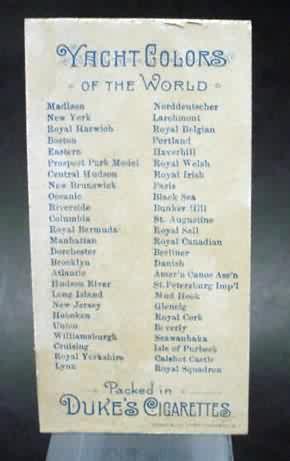 YACHT COLORS
OF THE WORLD
Madison
New York
Royal Harwich
Boston
Eastern
Prospect Park Model
Central Hudson
New Brunswick
Oceanic
Riverside
Columbia
Royal Bermuda
Manhattan
Dorchester
Brooklyn
Atlantic
Hudson River
Long Island
New Jersey
Hoboken
Union
Williamsburgh
Cruising
Royal Yorkshire
Lynn
Norddeutscher
Larchmont
Royal Belgian
Portland
Haverhill
Royal Welsh
Royal Irish
Paris
Black Sea
Bunker Hill
St. Augustine
Royal Sail
Royal Canadian
Berliner
Danish
Amer'n Canoe Ass'n
St. Petersburg Imp'l
Mud Hook
Glenelg
Royal Cork
Beverly
Seawanhaka
Isle of Purbeck
Calshot Castle
Royal Squadron
Packed in
DUKE'S CIGARETTES